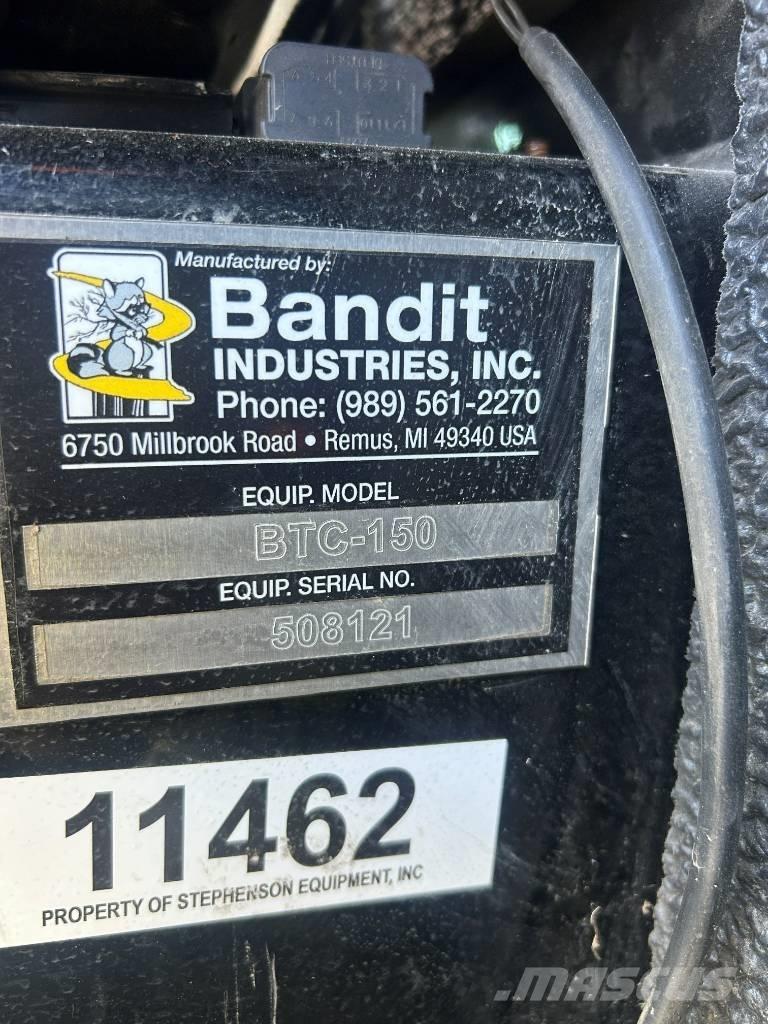 Manufactured by:
Bandit
INDUSTRIES, INC.
Phone: (989) 561-2270
6750 Millbrook Road • Remus, MI 49340 USA
EQUIP. MODEL
BTC-150
EQUIP. SERIAL NO.
508121
11462
PROPERTY OF STEPHENSON EQUIPMENT, INC
MASCUS